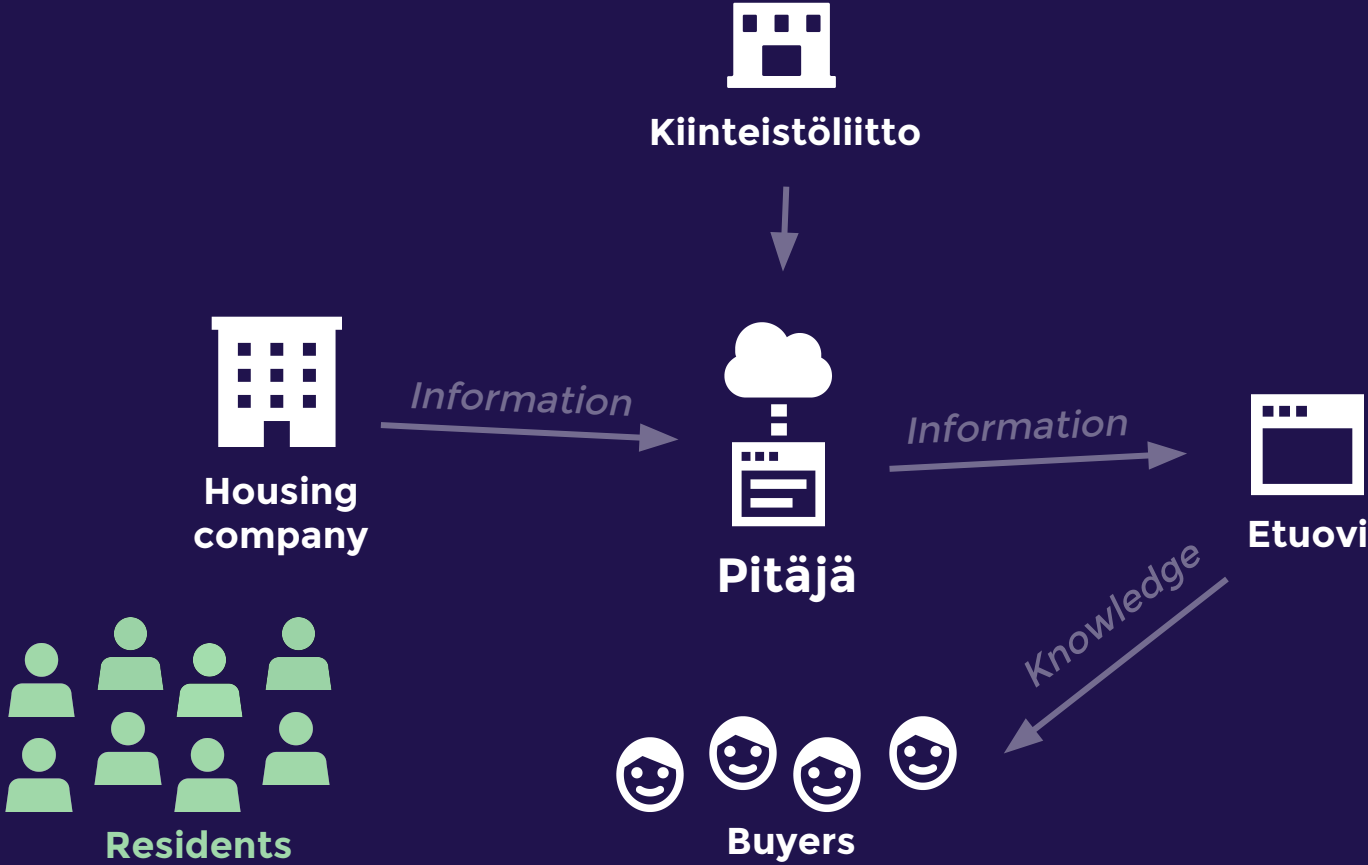 Kiinteistöliitto
Information
Information
Housing
company
Pitäjä
Etuovi
Knowledge
Residents
Buyers